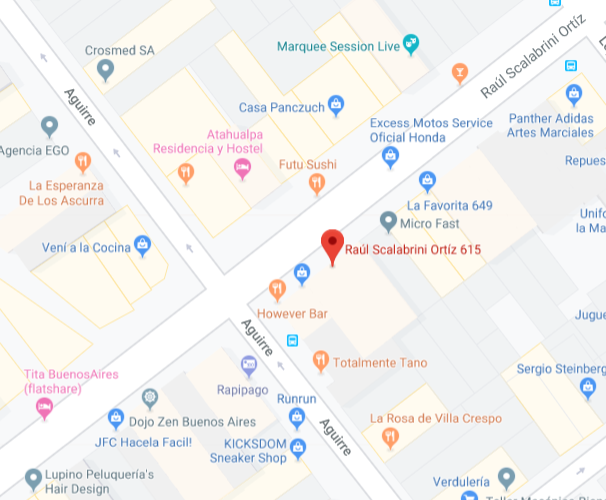 Crosmed SA
Marquee Session Live
Raúl Scalabrini Ortíz
Aguirre
Casa Panczuch
Panther Adidas
Artes Marciales
Excess Motos Service
Oficial Honda
Atahualpa
Residencia y Hostel
Agencia EGO
Futu Sushi
Repues
La Esperanza
De Los Ascurra
La Favorita 649
Micro Fast
Unifo
la Ma
Vení a la Cocina
Raúl Scalabrini Ortíz 615
However Bar
Jugue
Aguirre
Totalmente Tano
Sergio Steinberg
Tita BuenosAires
(flatshare)
Rapipago
Runrun
Dojo Zen Buenos Aires
La Rosa de Villa Crespo
Aguirre
JFC Hacela Facil!
KICKSDOM
Sneaker Shop
Lupino Peluquería's
Hair Design
Verdulería